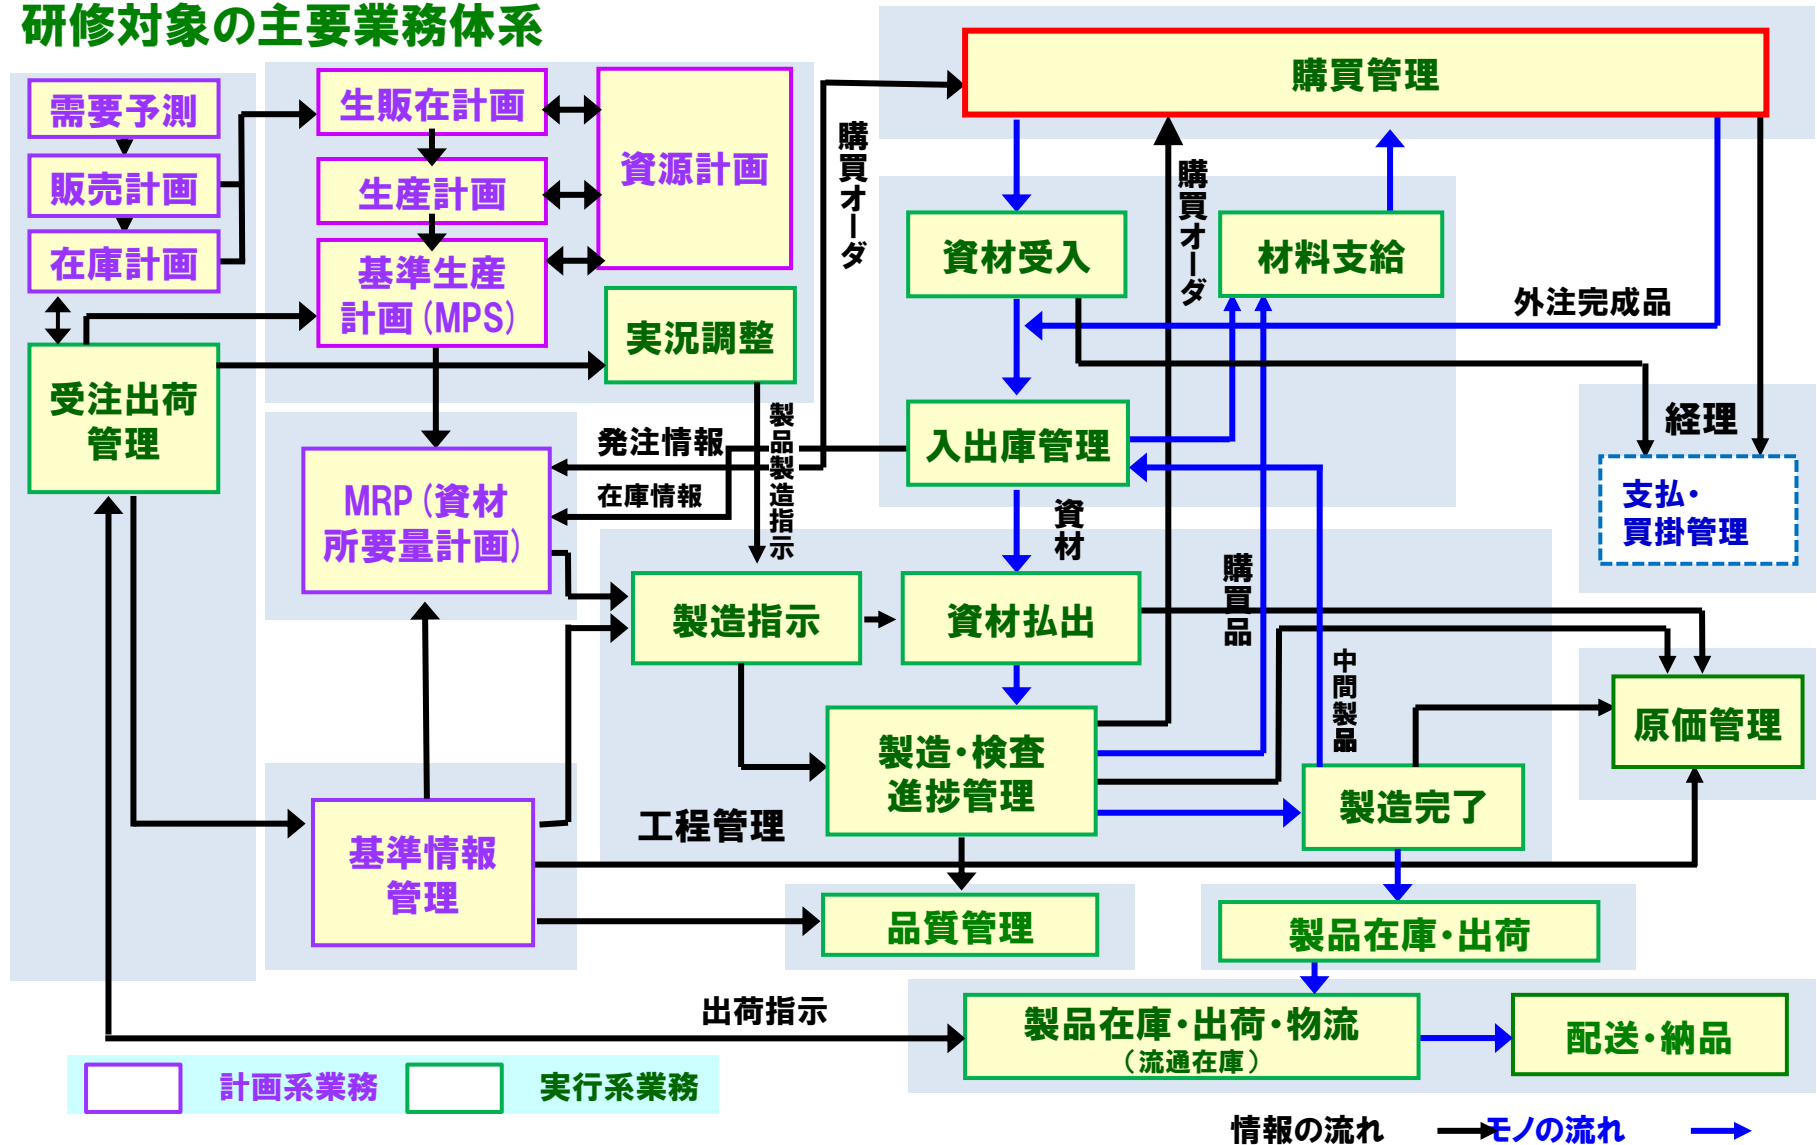 研修対象の主要業務体系
需要予測
販売計画
在庫計画
受注出荷
管理
生販在計画
生産計画
基準生産
計画(MPS)
資源計画
実況調整
MRP(資材
所要量計画)
基準情報
管理
購買管理
購買オーダ
購買オーダ
資材受入
材料支給
外注完成品
入出庫管理
発注情報
在庫情報
製品製造指示
資材
購買品
中間製品
経理
支払・
買掛管理
製造指示
資材払出
製造・検査
進捗管理
工程管理
製造完了
原価管理
品質管理
製品在庫・出荷
出荷指示
製品在庫・出荷・物流
(流通在庫)
配送・納品
計画系業務
実行系業務
情報の流れ
モノの流れ